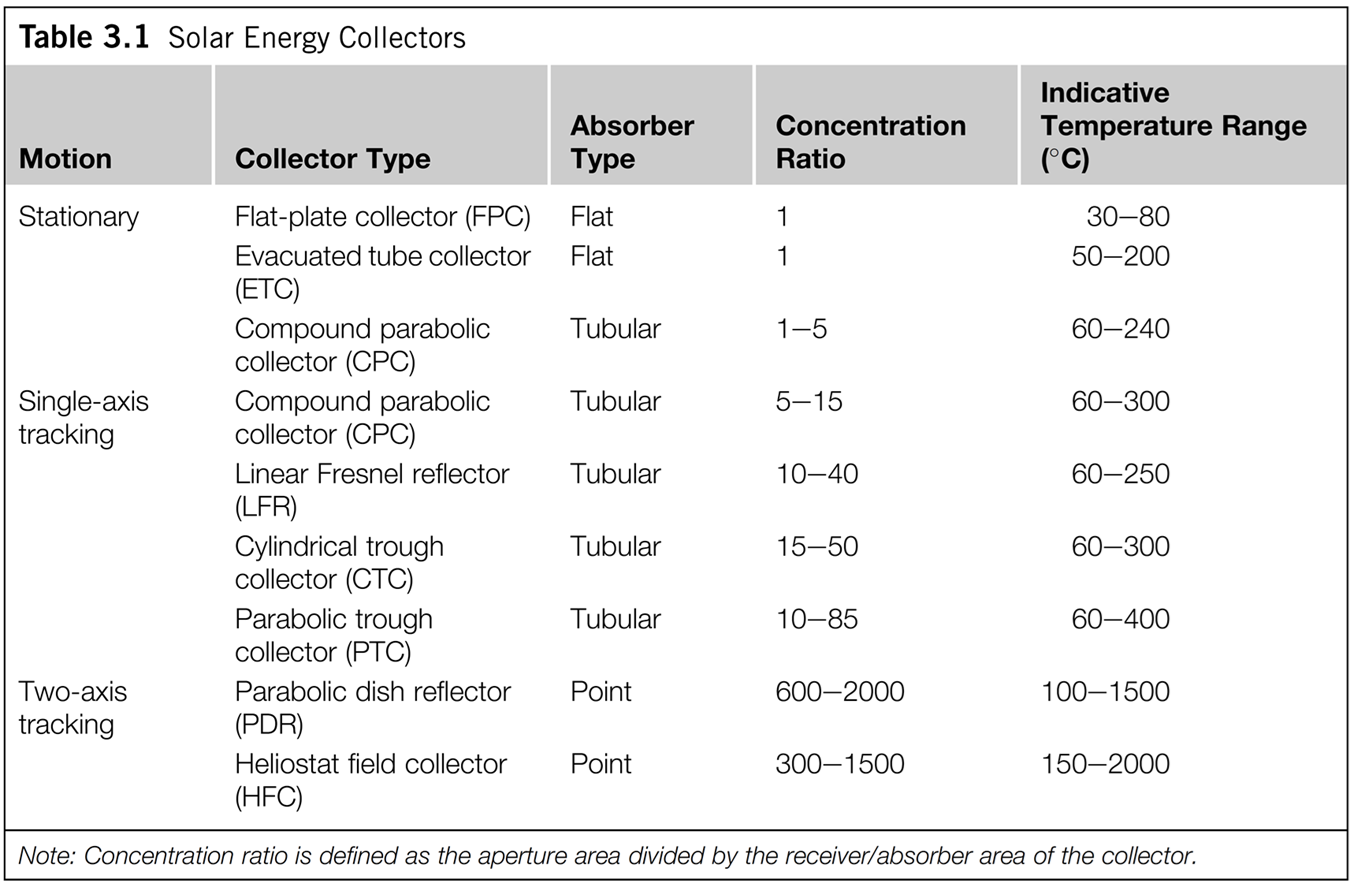 Table 3.1 Solar Energy Collectors
Motion Collector Type Absorber Type Concentration Ratio Indicative Temperature Range (°C)
Stationary Flat-plate collector (FPC) Flat 1 30–80
Evacuated tube collector Flat 1 50–200
(ETC)
Compound parabolic Tubular 1–5 60–240
collector (CPC)
Single-axis Compound parabolic Tubular 5–15 60–300
tracking collector (CPC)
Linear Fresnel reflector Tubular 10–40 60–250
(LFR)
Cylindrical trough Tubular 15–50 60–300
collector (CTC)
Parabolic trough Tubular 10–85 60–400
collector (PTC)
Two-axis Parabolic dish reflector Point 600–2000 100–1500
tracking (PDR)
Heliostat field collector Point 300–1500 150–2000
(HFC)
Note: Concentration ratio is defined as the aperture area divided by the receiver/absorber area of the collector.